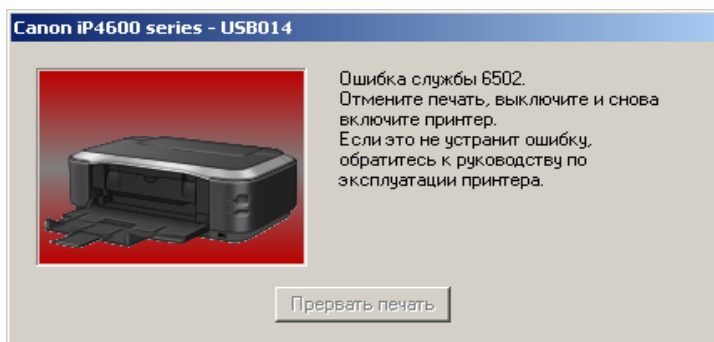 Canon iP4600 series - USB014
Ошибка службы 6502.
Отмените печать, выключите и снова
включите принтер.
Если это не устранит ошибку,
обратитесь к руководству по
эксплуатации принтера.
Прервать печать